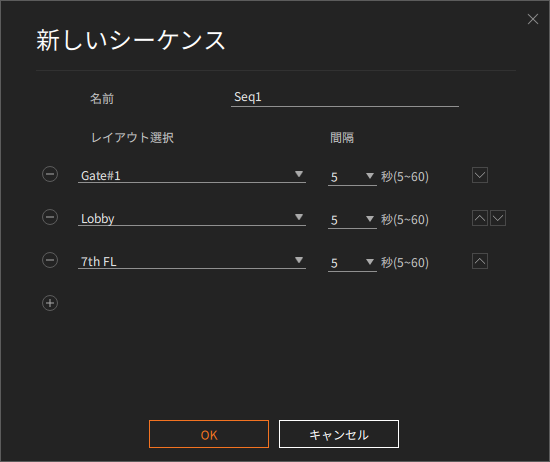 新しいシーケンス
名前 Seq1
レイアウト選択 間隔
Gate#1 5 秒(5~60)
Lobby 5 秒(5~60)
7th FL 5 秒(5~60)
OK キャンセル